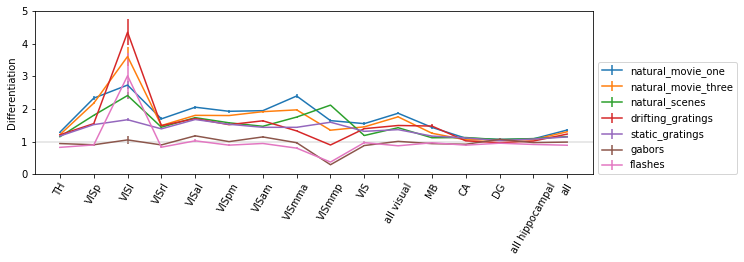 5
4
3
2
1
0
Differentiation
TH
VISp
VISl
VISrl
VISal
VISpm
VISam
VISmma
VISmmp
VIS
all visual
MB
CA
DG
all hippocampal
all
natural_movie_one
natural_movie_three
natural_scenes
drifting_gratings
static_gratings
gabors
flashes